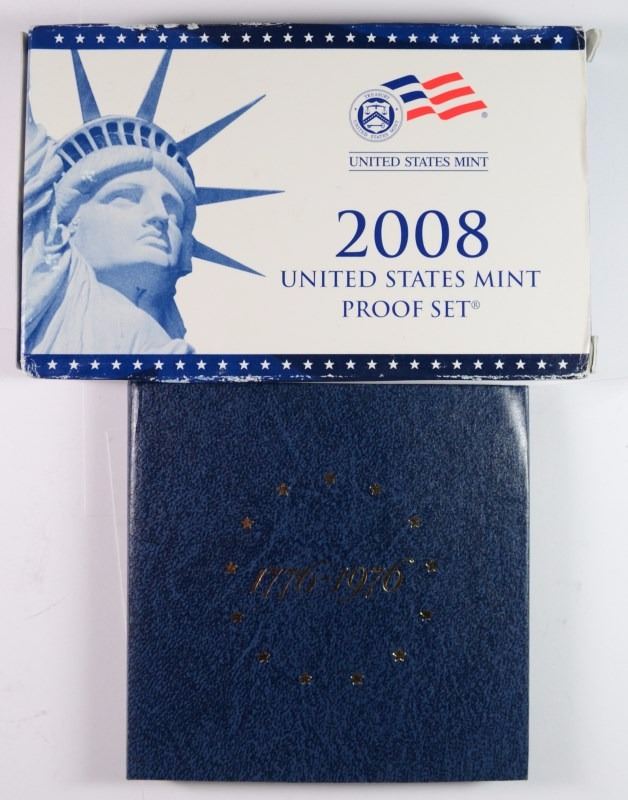 UNITED STATES MINT
2008
UNITED STATES MINT
PROOF SET®
1776-1976